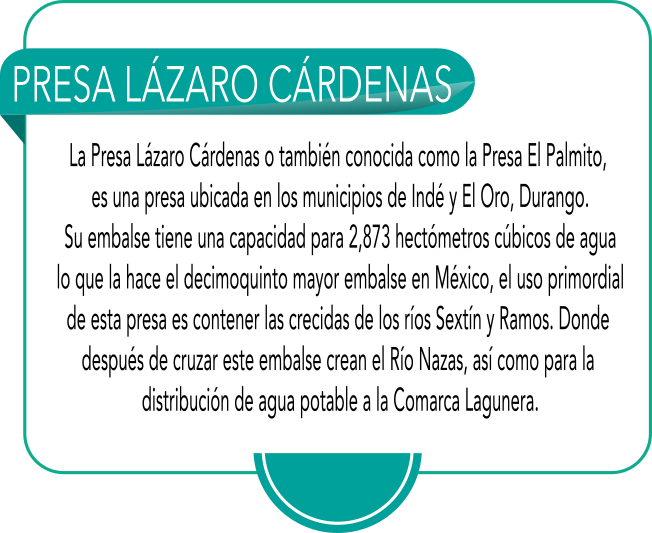 PRESA LÁZARO CÁRDENAS
La Presa Lázaro Cárdenas o también conocida como la Presa El Palmito,
es una presa ubicada en los municipios de Indé y El Oro, Durango.
Su embalse tiene una capacidad para 2,873 hectómetros cúbicos de agua
lo que la hace el decimoquinto mayor embalse en México, el uso primordial
de esta presa es contener las crecidas de los ríos Sextín y Ramos. Donde
después de cruzar este embalse crean el Río Nazas, así como para la
distribución de agua potable a la Comarca Lagunera.